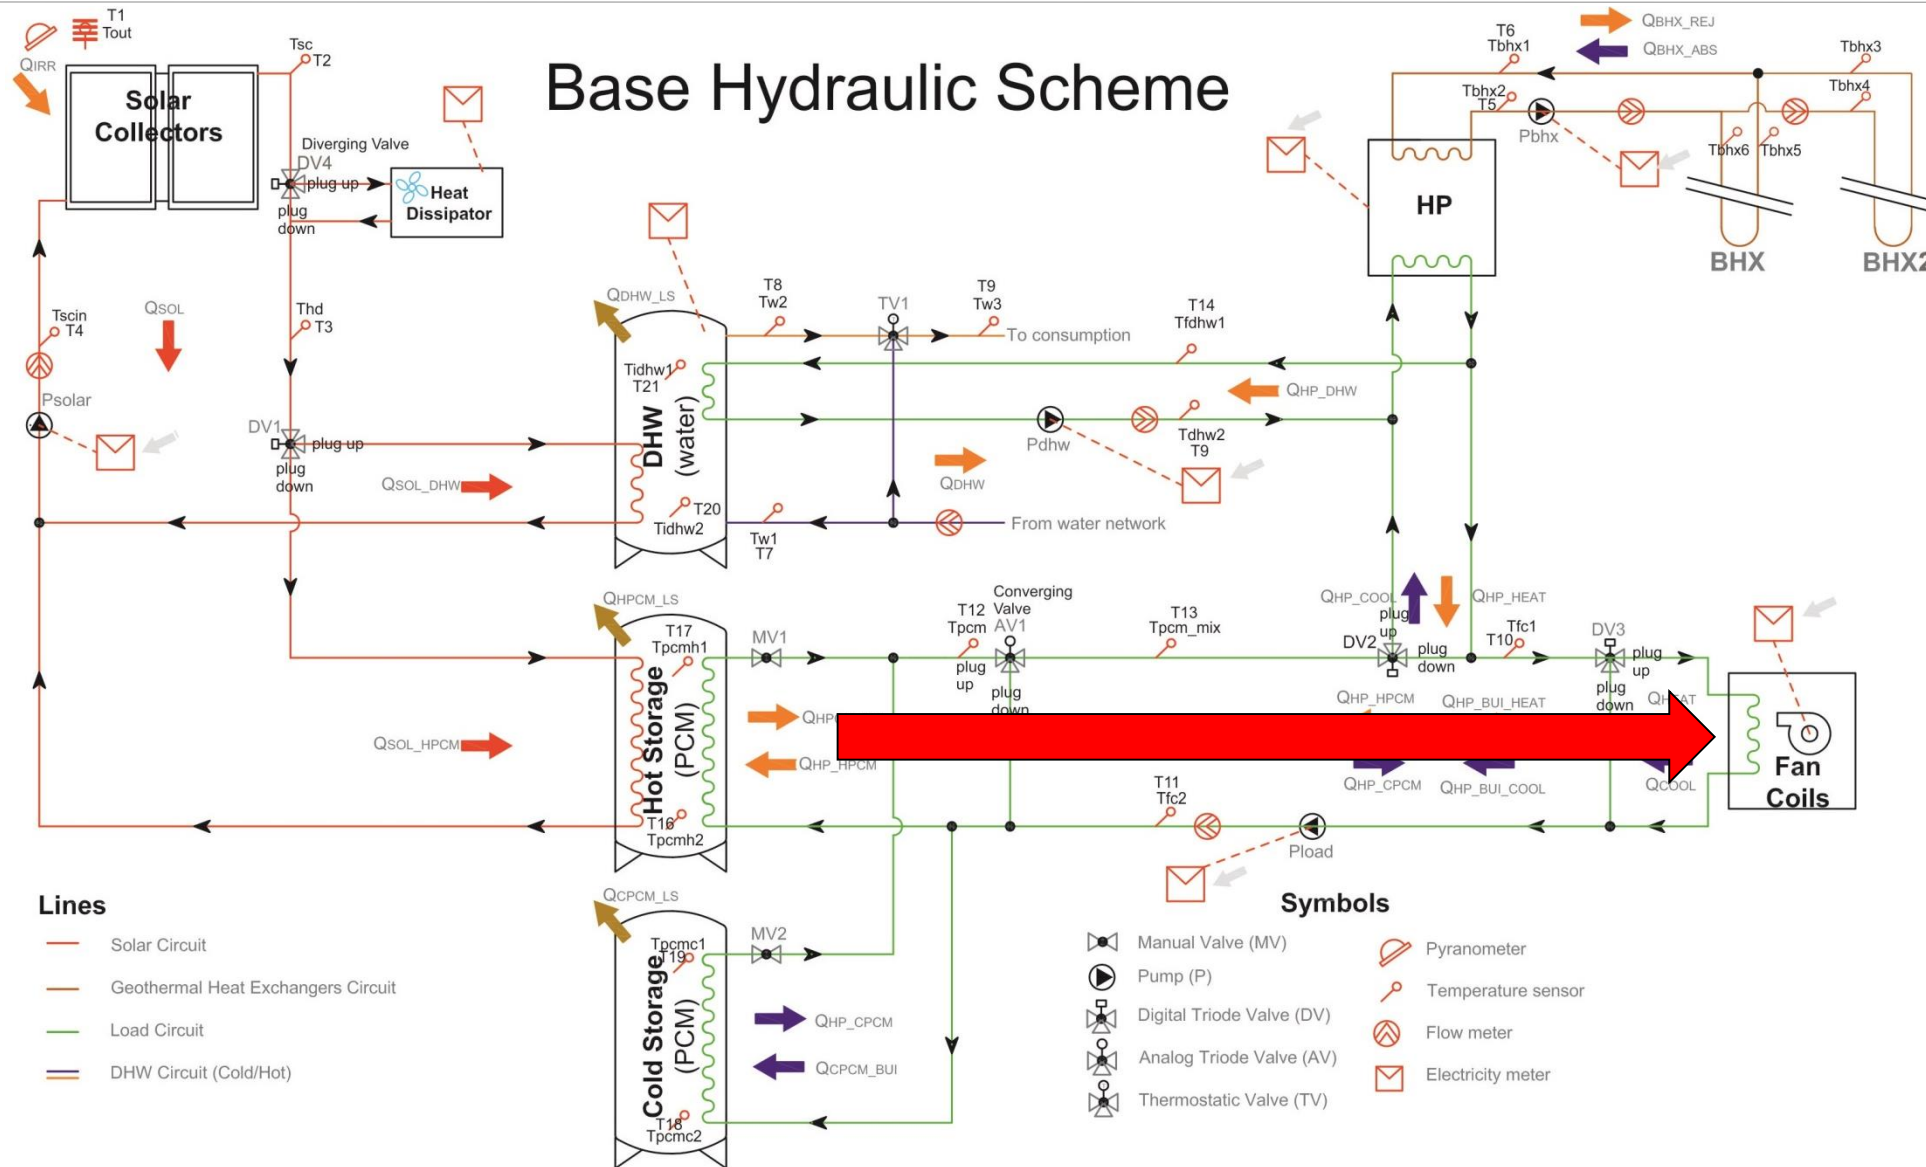 Base Hydraulic Scheme
T1
Tout
QIRR
Solar
Collectors
Tsc
T2
Diverging Valve
DV4
plug up
plug
down
Heat
Dissipator
Tscin
T4
QSOL
Thd
T3
Psolar
DV1
plug up
plug
down
QSOL_DHW
QDHW_LS
T8
Tw2
TV1
T9
Tw3
To consumption
T14
Tfdhw1
Tidhw1
T21
DHW
(water)
QHP_DHW
Pdhw
Tdhw2
T9
QDHW
T20
Tidhw2
Tw1
T7
From water network
T6
Tbhx1
QBHX_REJ
QBHX_ABS
Tbhx3
Tbhx2
T5
Tbhx4
Pbhx
Tbhx6
Tbhx5
HP
BHX
BHX2
QHPCM_LS
T17
Tpcmh1
MV1
Hot Storage
(PCM)
T16
Tpcmh2
QSOL_HPCM
QHP_HPCM
T12
Tpcm
plug
up
Converging
Valve
AV1
plug
down
T13
Tpcm_mix
QHP_COOL
plug
up
DV2
plug
down
QHP_HEAT
T10
Tfc1
DV3
plug
up
plug
down
QHP_HPCM
QHP_BUI_HEAT
QHEAT
QHP_CPCM
QHP_BUI_COOL
QCOOL
Fan
Coils
T11
Tfc2
Pload
QCPCM_LS
Tpcmc1
T19
MV2
Cold Storage
(PCM)
QHP_CPCM
QCPCM_BUI
T18
Tpcmc2
Lines
Solar Circuit
Geothermal Heat Exchangers Circuit
Load Circuit
DHW Circuit (Cold/Hot)
Symbols
Manual Valve (MV)
Pump (P)
Digital Triode Valve (DV)
Analog Triode Valve (AV)
Thermostatic Valve (TV)
Pyranometer
Temperature sensor
Flow meter
Electricity meter